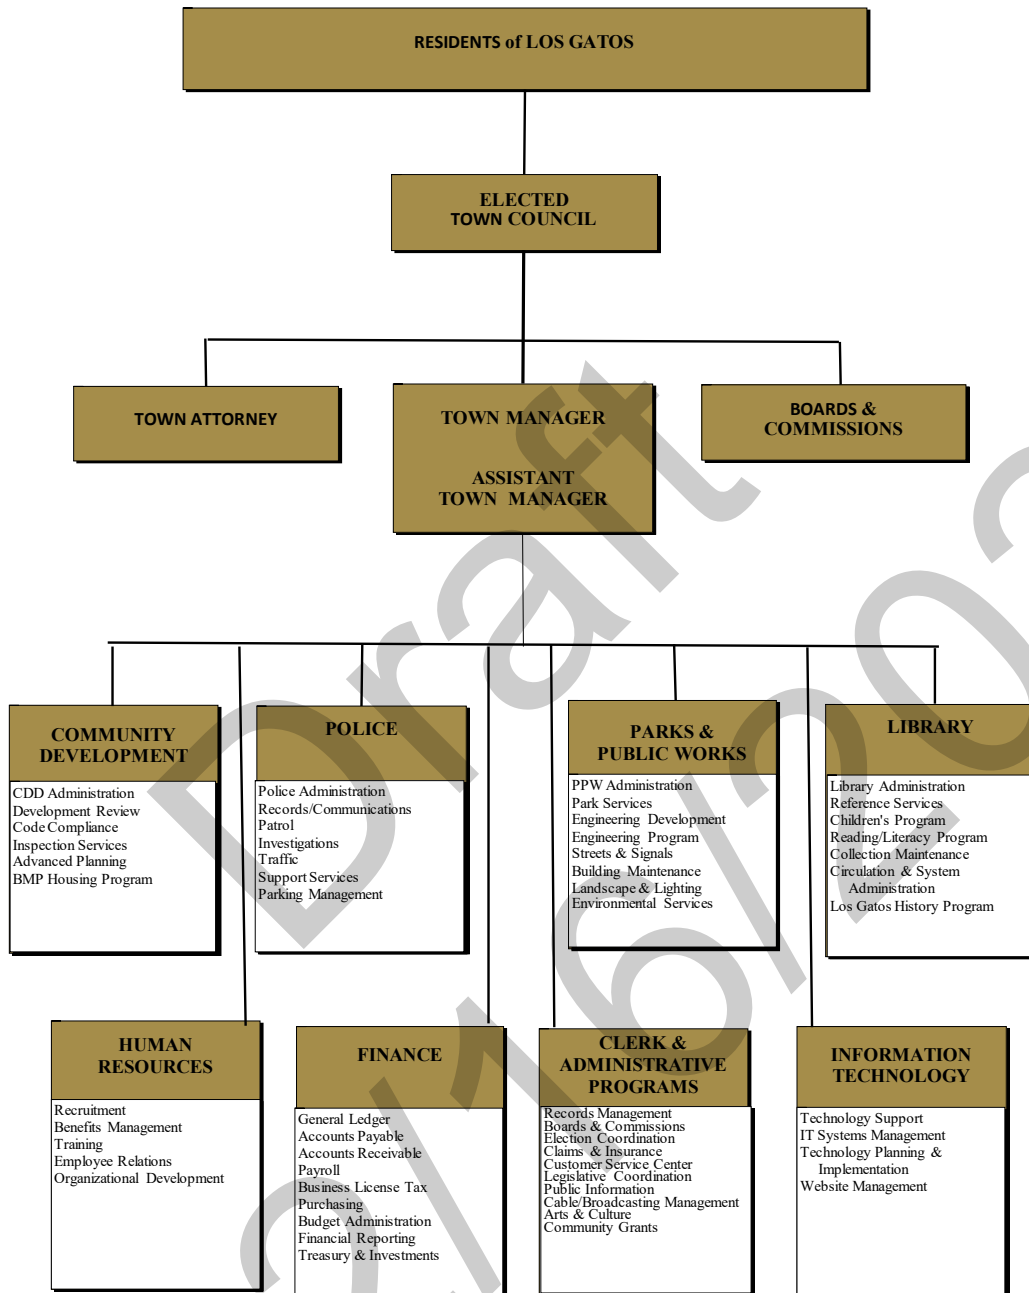 RESIDENTS of LOS GATOS
ELECTED
TOWN COUNCIL
TOWN ATTORNEY
TOWN MANAGER
ASSISTANT
TOWN MANAGER
BOARDS &
COMMISSIONS
COMMUNITY
DEVELOPMENT
CDD Administration
Development Review
Code Compliance
Inspection Services
Advanced Planning
BMP Housing Program
POLICE
Police Administration
Records/Communications
Patrol
Investigations
Traffic
Support Services
Parking Management
PARKS &
PUBLIC WORKS
PPW Administration
Park Services
Engineering Development
Engineering Program
Streets & Signals
Building Maintenance
Landscape & Lighting
Environmental Services
LIBRARY
Library Administration
Reference Services
Children's Program
Reading/Literacy Program
Collection Maintenance
Circulation & System
Administration
Los Gatos History Program
HUMAN
RESOURCES
Recruitment
Benefits Management
Training
Employee Relations
Organizational Development
FINANCE
General Ledger
Accounts Payable
Accounts Receivable
Payroll
Business License Tax
Purchasing
Budget Administration
Financial Reporting
Treasury & Investments
CLERK &
ADMINISTRATIVE
PROGRAMS
Records Management
Boards & Commissions
Election Coordination
Claims & Insurance
Customer Service Center
Legislative Coordination
Public Information
Cable/Broadcasting Management
Arts & Culture
Community Grants
INFORMATION
TECHNOLOGY
Technology Support
IT Systems Management
Technology Planning &
Implementation
Website Management
Draft
2/16/202